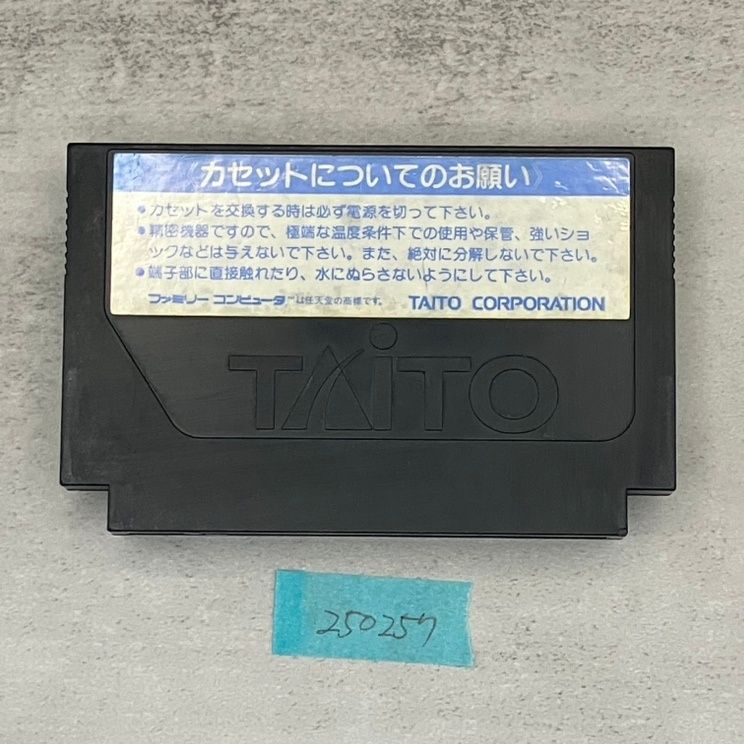 《カセットについてのお願い》
●カセットを交換する時は必ず電源を切って下さい。
●精密機器ですので、極端な温度条件下での使用や保管、強いショ
ックなどは与えないで下さい。また、絶対に分解しないで下さい。
●端子部に直接触れたり、水にぬらさないようにして下さい。
ファミリー コンピュータ™は任天堂の商標です。 TAITO CORPORATION
TAiTO
250257